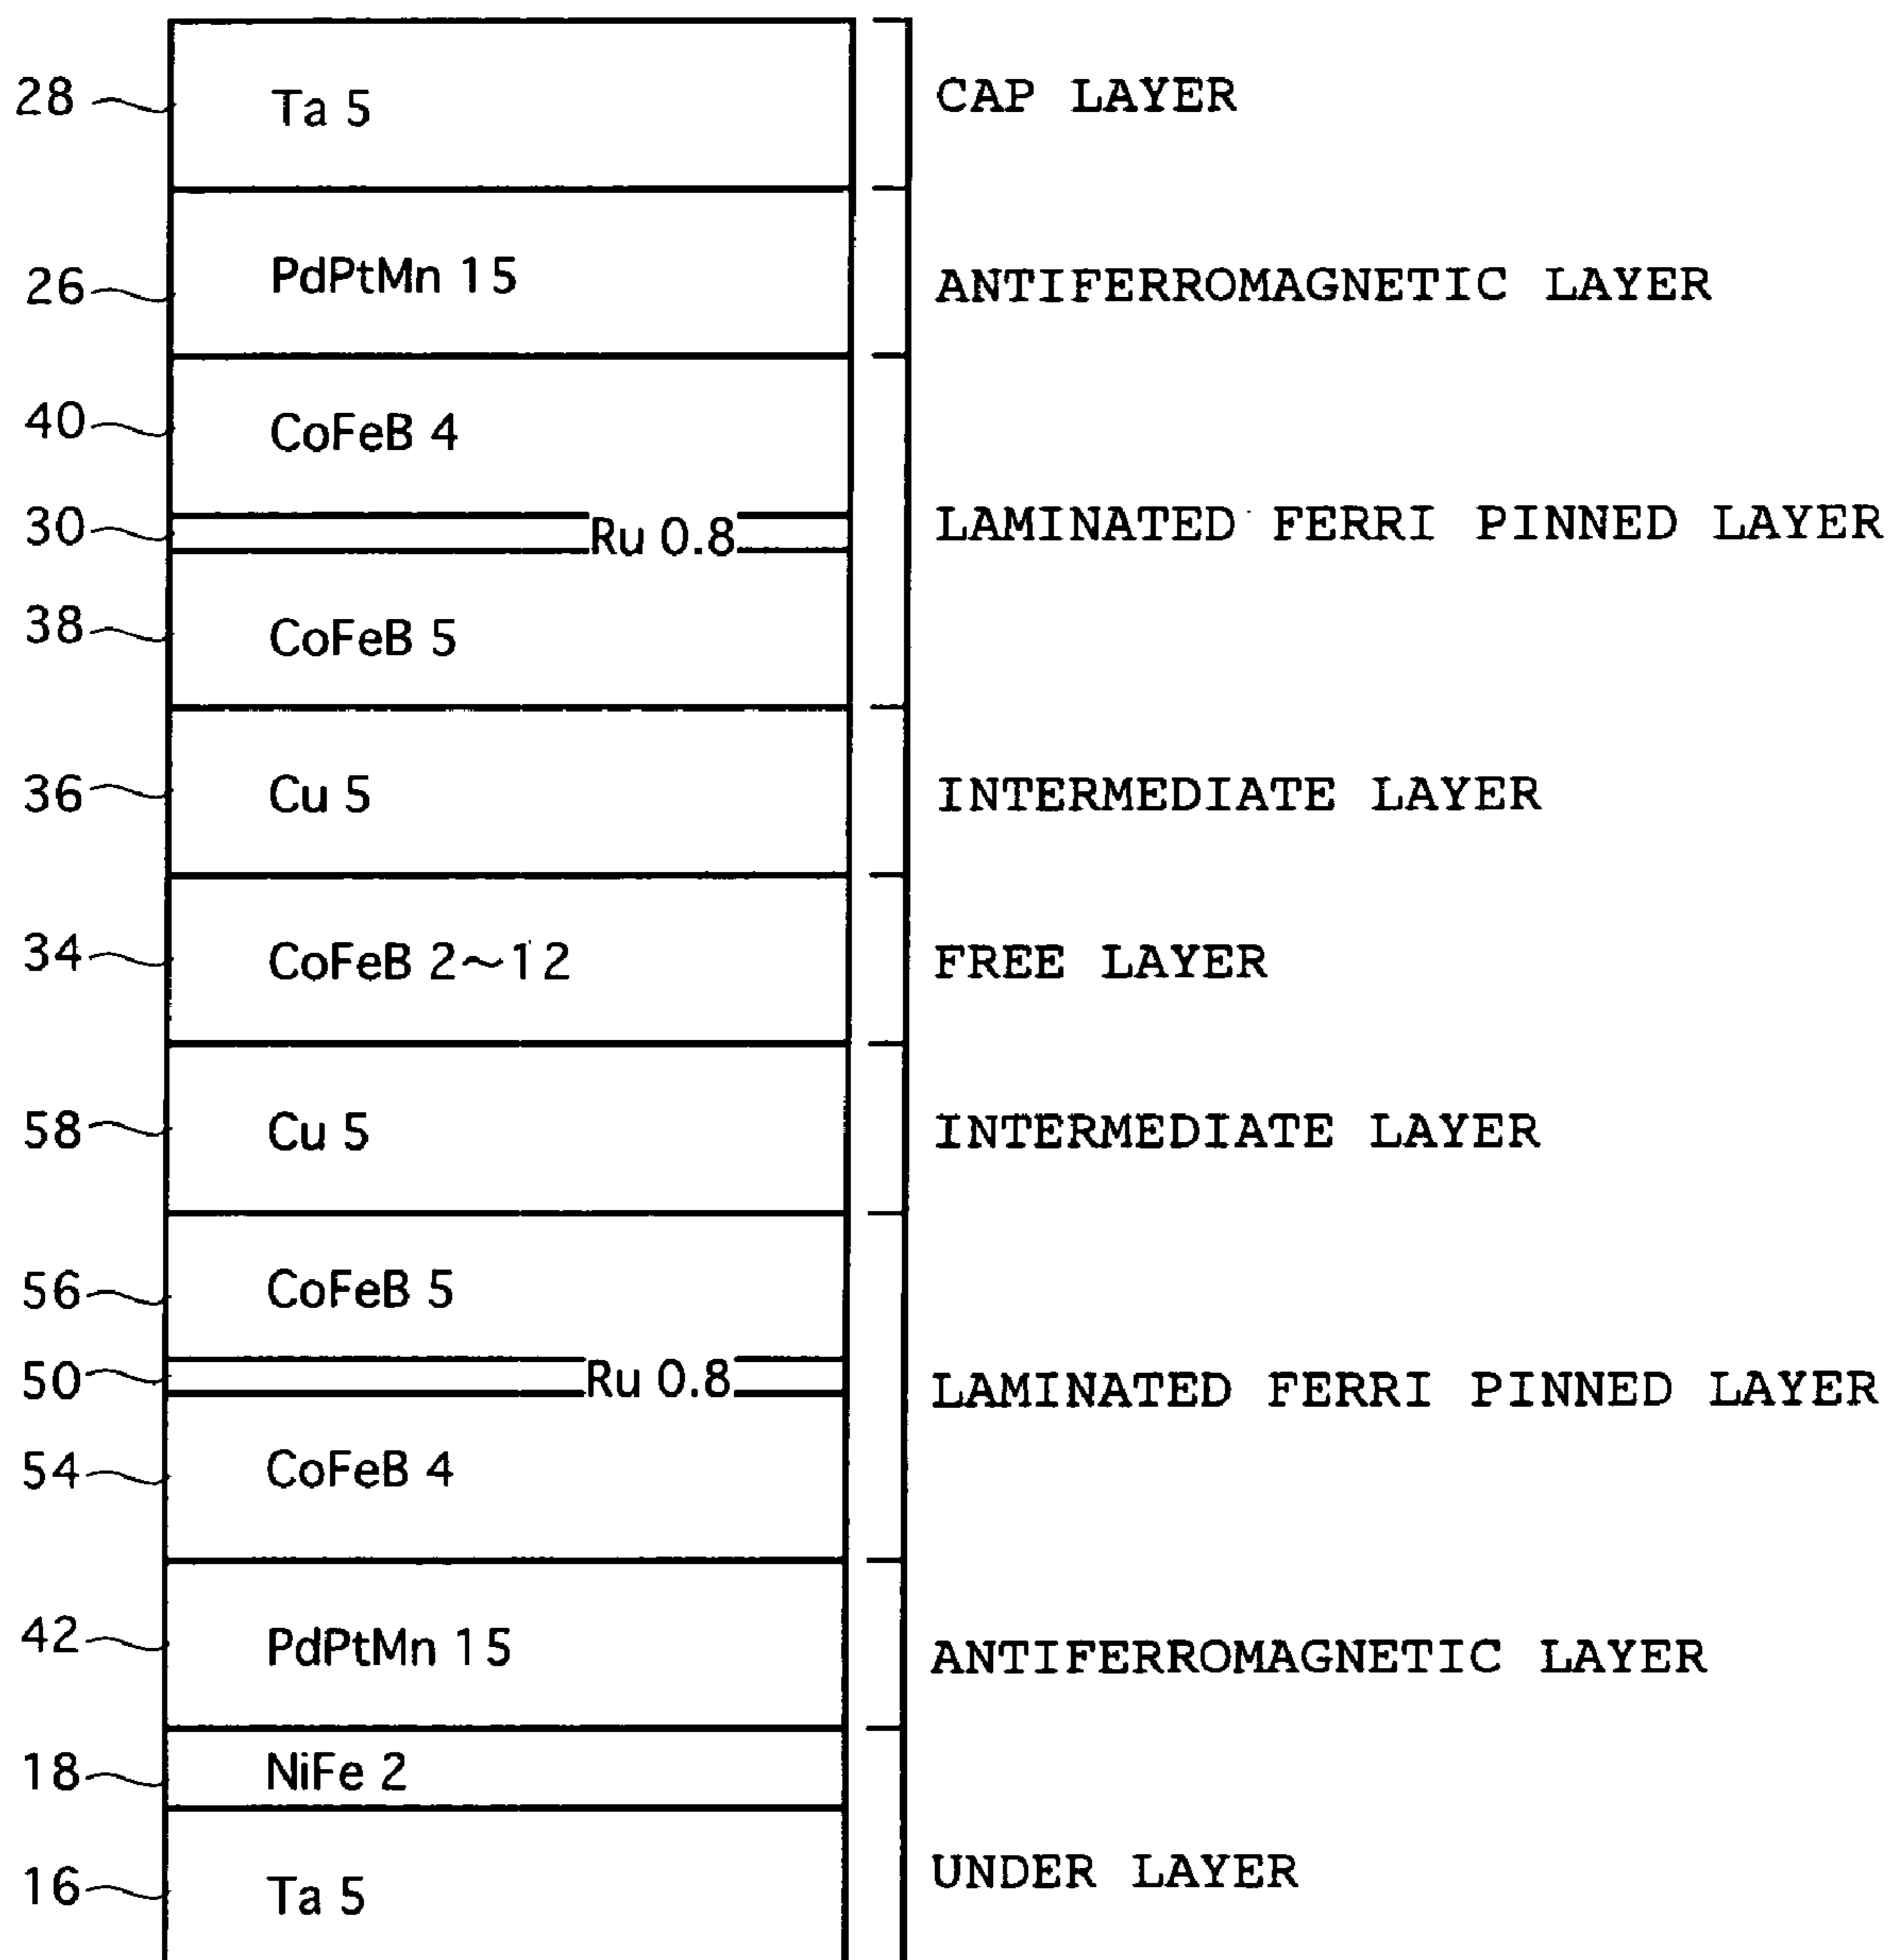 28 Ta 5 CAP LAYER
26 PdPtMn 15 ANTIFERROMAGNETIC LAYER
40 CoFeB 4
30 Ru 0.8 LAMINATED FERRI PINNED LAYER
38 CoFeB 5
36 Cu 5 INTERMEDIATE LAYER
34 CoFeB 2~12 FREE LAYER
58 Cu 5 INTERMEDIATE LAYER
56 CoFeB 5
50 Ru 0.8 LAMINATED FERRI PINNED LAYER
54 CoFeB 4
42 PdPtMn 15 ANTIFERROMAGNETIC LAYER
18 NiFe 2
16 Ta 5 UNDER LAYER